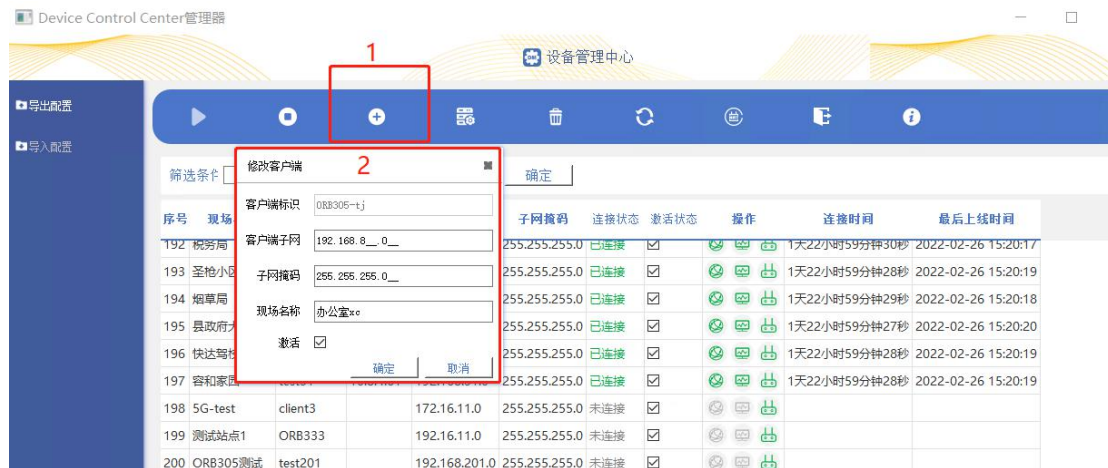 Device Control Center管理器
设备管理中心
1
导出配置
导入配置
筛选条件
确定
2
修改客户端
客户端标识 ORB305-tj
客户端子网 192.168.8__.0__
子网掩码 255.255.255.0__
现场名称 办公室xc
激活
确定 取消
序号 现场 子网掩码 连接状态 激活状态 操作 连接时间 最后上线时间
192 税务局 255.255.255.0 已连接 1天22小时59分钟30秒 2022-02-26 15:20:17
193 圣枪小区 255.255.255.0 已连接 1天22小时59分钟28秒 2022-02-26 15:20:19
194 烟草局 255.255.255.0 已连接 1天22小时59分钟29秒 2022-02-26 15:20:18
195 县政府大 255.255.255.0 已连接 1天22小时59分钟27秒 2022-02-26 15:20:20
196 快达驾校 255.255.255.0 已连接 1天22小时59分钟28秒 2022-02-26 15:20:19
197 容和家园 255.255.255.0 已连接 1天22小时59分钟28秒 2022-02-26 15:20:19
198 5G-test client3 172.16.11.0 255.255.255.0 未连接
199 测试站点1 ORB333 192.16.11.0 255.255.255.0 未连接
200 ORB305测试 test201 192.168.201.0 255.255.255.0 未连接